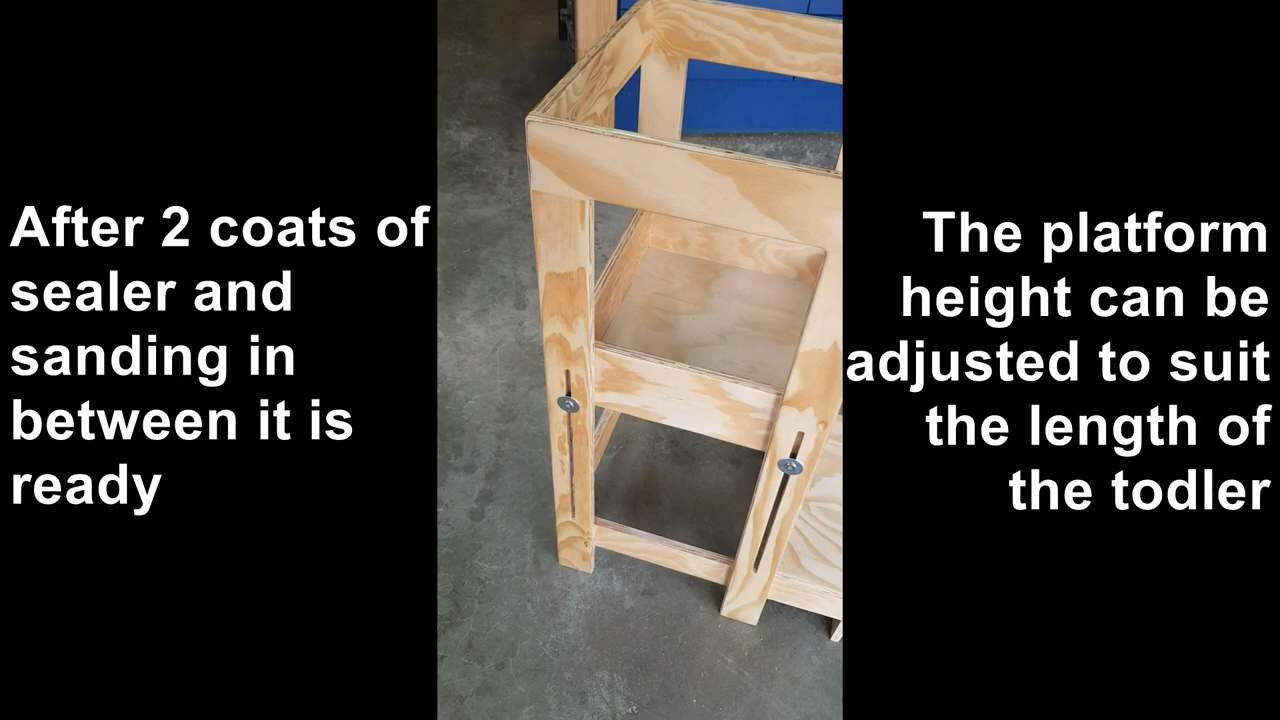 After 2 coats of
sealer and
sanding in
between it is
ready
The platform
height can be
adjusted to suit
the length of
the todler